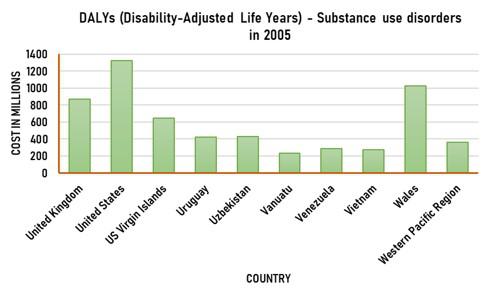 DALYs (Disability-Adjusted Life Years) - Substance use disorders
in 2005
COST IN MILLIONS
1400
1200
1000
800
600
400
200
0
United Kingdom
United States
US Virgin Islands
Uruguay
Uzbekistan
Vanuatu
Venezuela
Vietnam
Wales
Western Pacific Region
COUNTRY